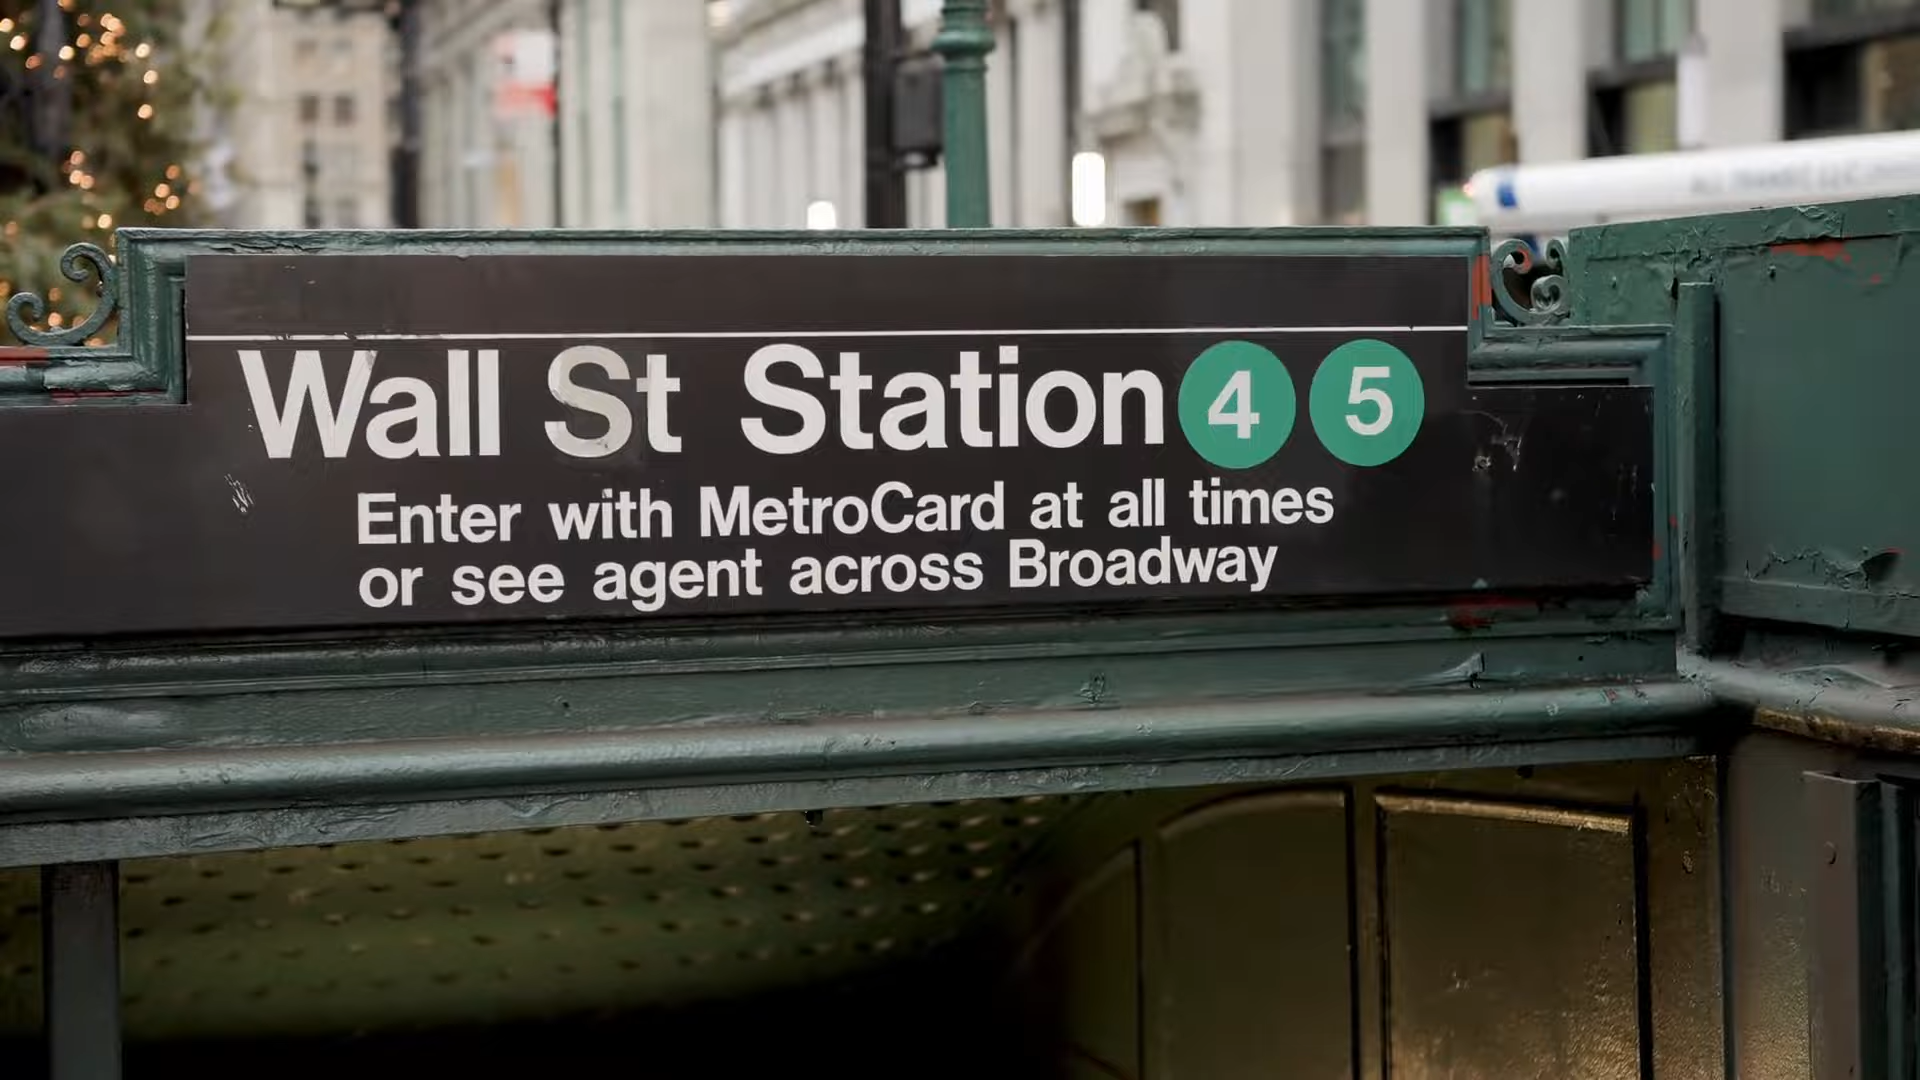 Wall St Station 4 5
Enter with MetroCard at all times
or see agent across Broadway